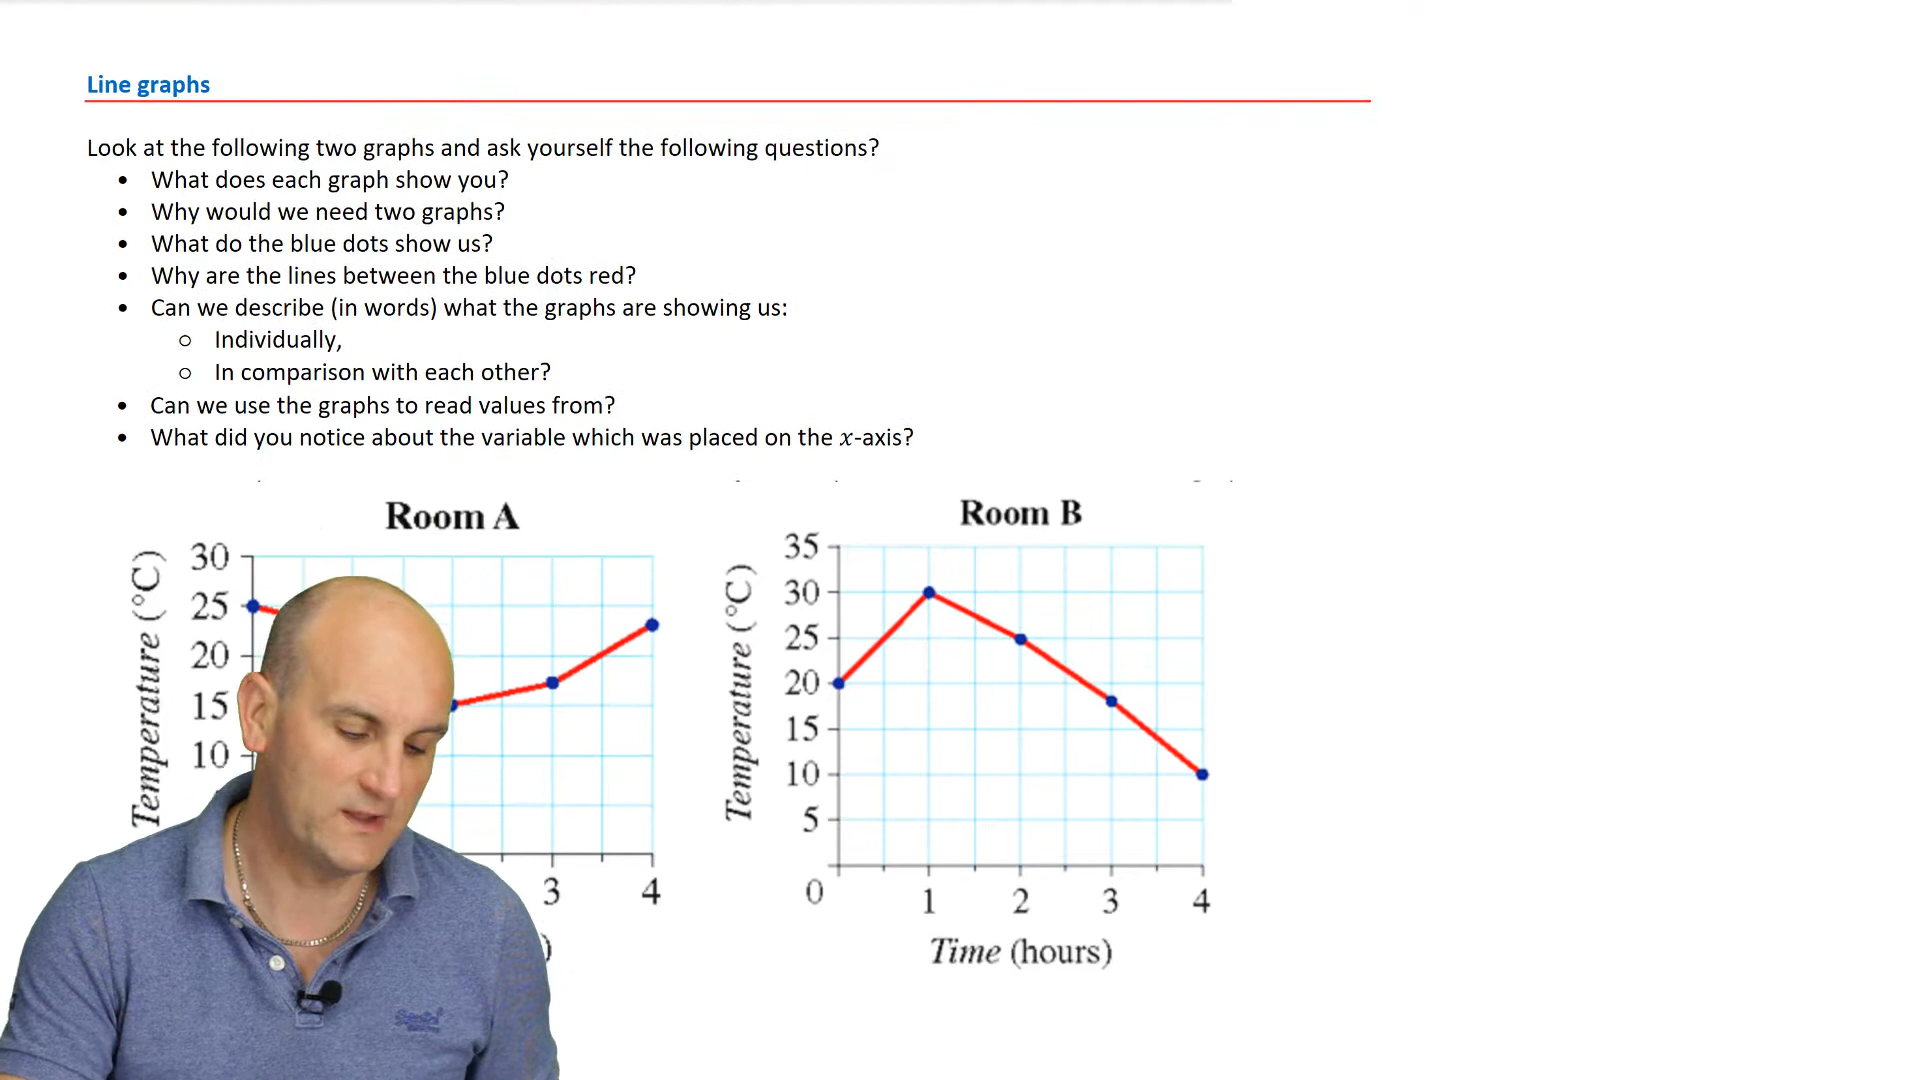 Line graphs
Look at the following two graphs and ask yourself the following questions?
• What does each graph show you?
• Why would we need two graphs?
• What do the blue dots show us?
• Why are the lines between the blue dots red?
• Can we describe (in words) what the graphs are showing us:
○ Individually,
○ In comparison with each other?
• Can we use the graphs to read values from?
• What did you notice about the variable which was placed on the x-axis?
Room A
Temperature (°C)
30
25
20
15
10
3 4
)
Room B
Temperature (°C)
35
30
25
20
15
10
5
0 1 2 3 4
Time (hours)